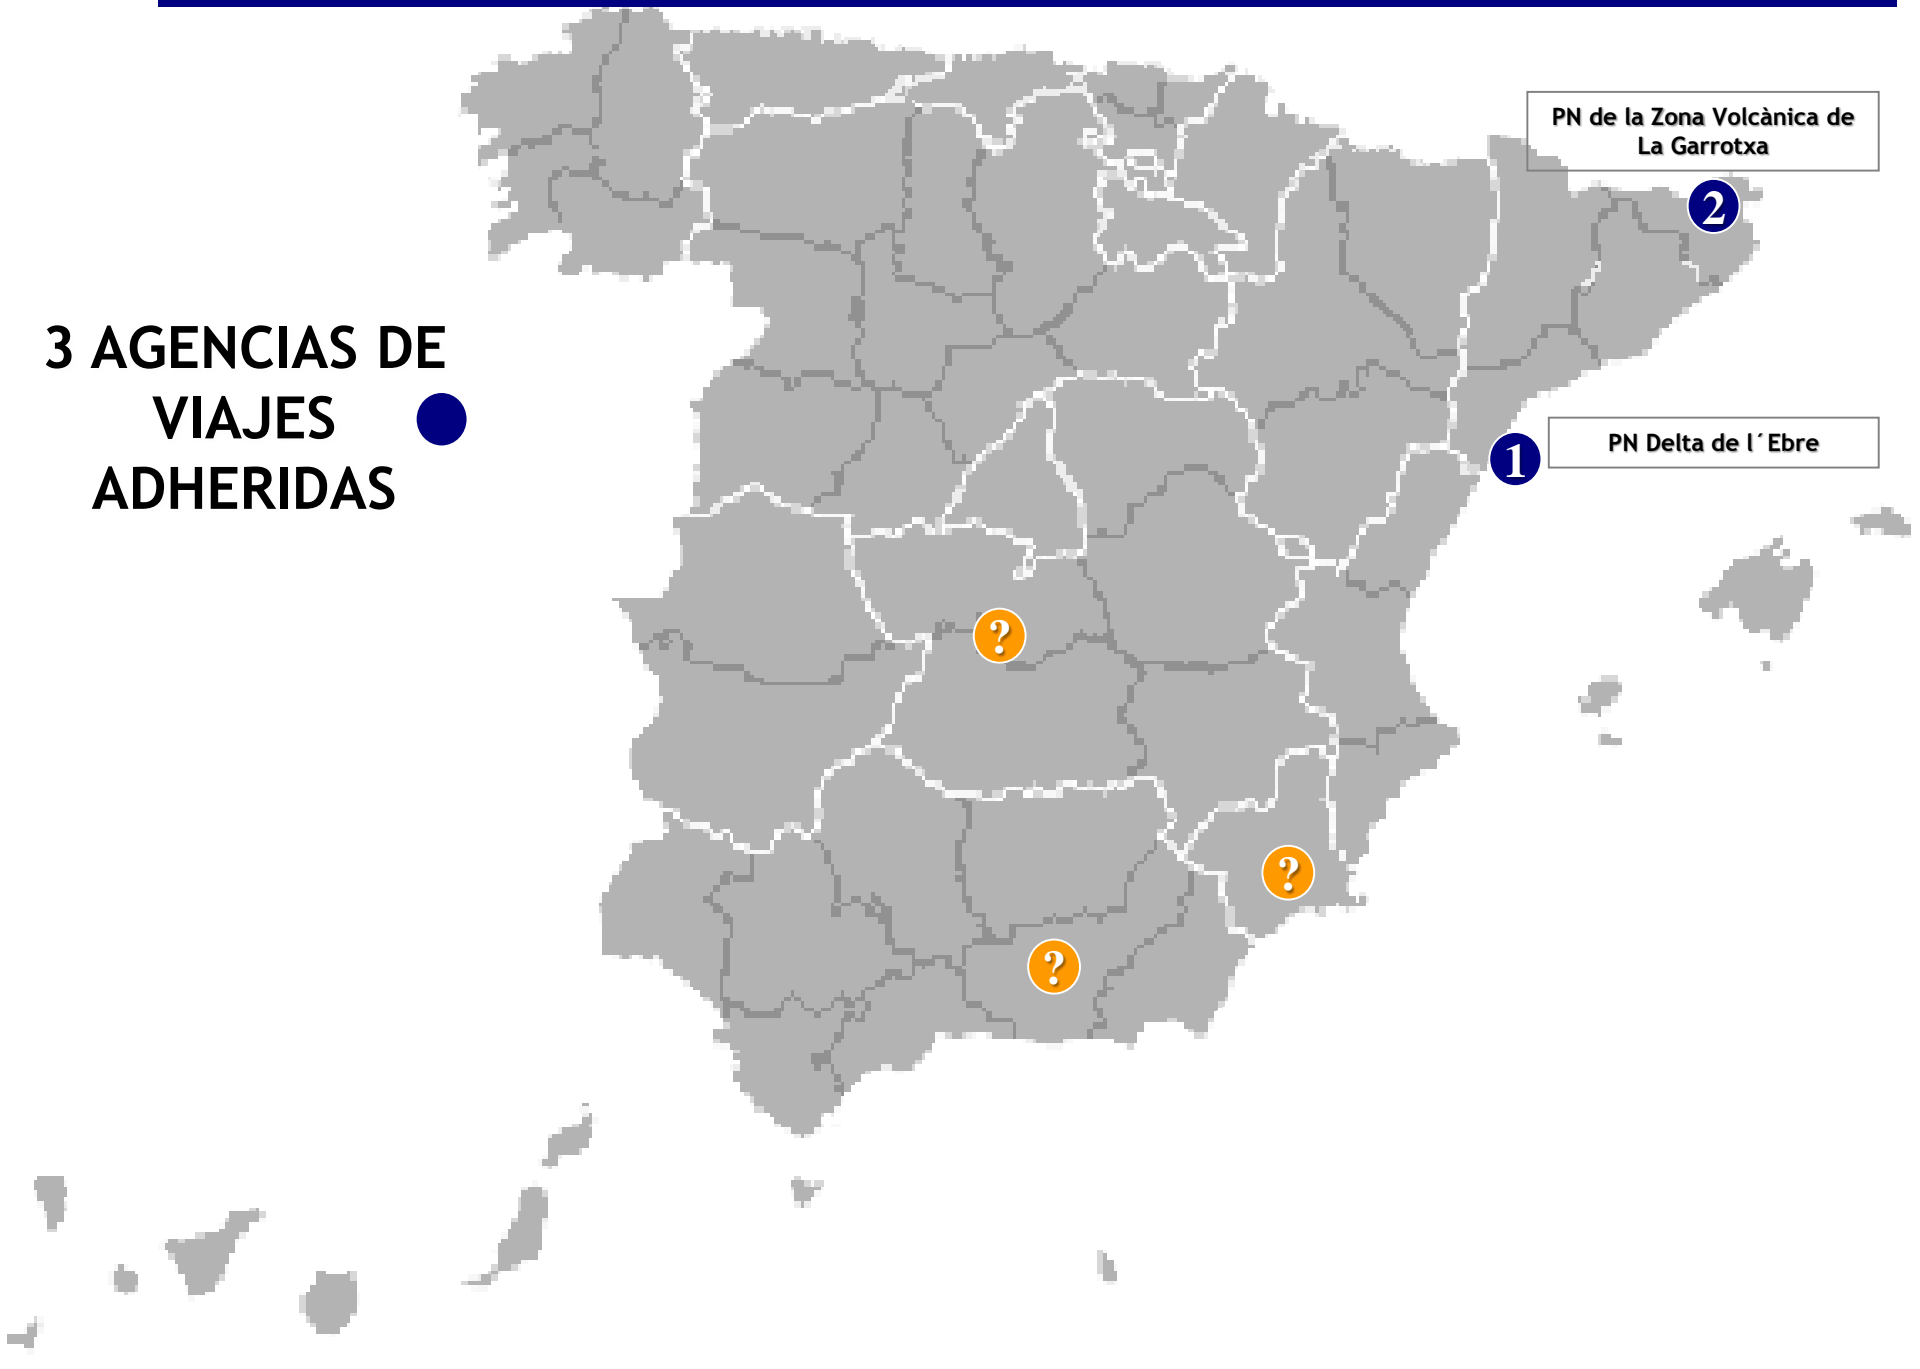 PN de la Zona Volcànica de
La Garrotxa
2
3 AGENCIAS DE
VIAJES
ADHERIDAS
PN Delta de l´Ebre
1
?
?
?